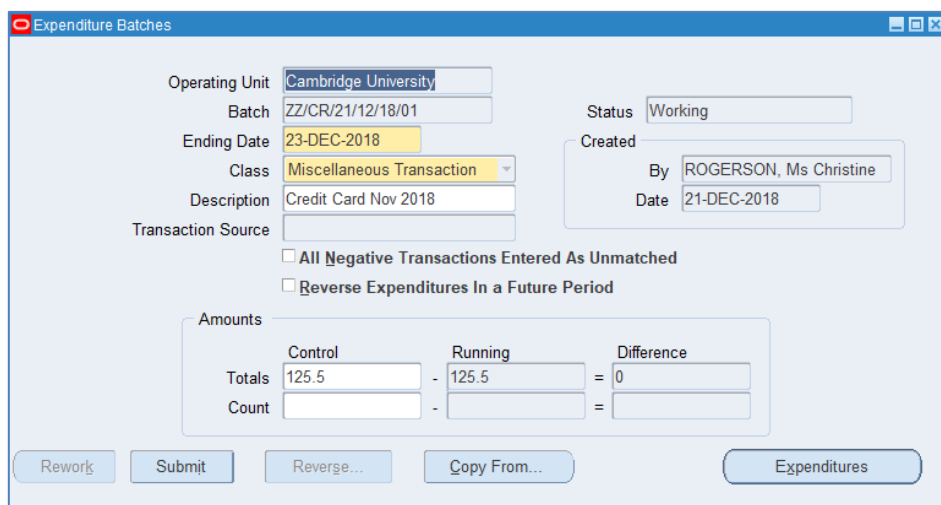 Expenditure Batches
Operating Unit Cambridge University
Batch ZZ/CR/21/12/18/01 Status Working
Ending Date 23-DEC-2018 Created
Class Miscellaneous Transaction By ROGERSON, Ms Christine
Description Credit Card Nov 2018 Date 21-DEC-2018
Transaction Source
All Negative Transactions Entered As Unmatched
Reverse Expenditures In a Future Period
Amounts
Control Running Difference
Totals 125.5 - 125.5 = 0
Count - =
Rework Submit Reverse... Copy From... Expenditures